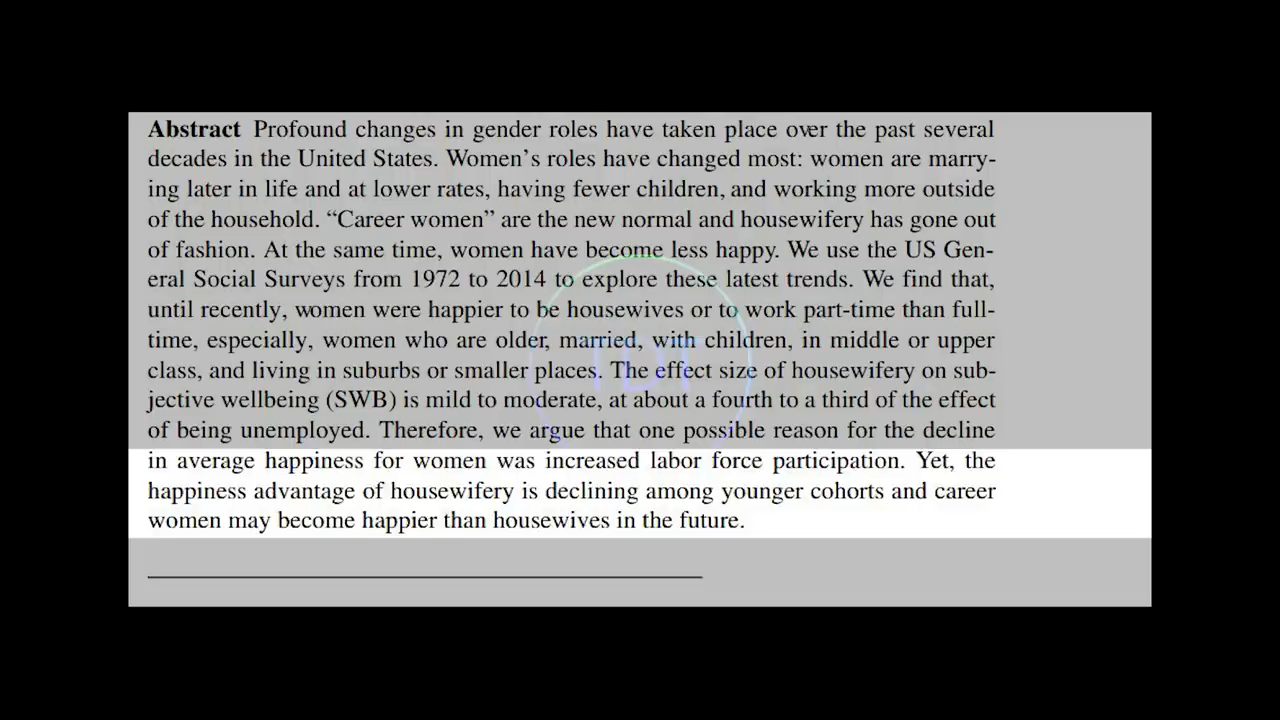 Abstract Profound changes in gender roles have taken place over the past several
decades in the United States. Women's roles have changed most: women are marry-
ing later in life and at lower rates, having fewer children, and working more outside
of the household. “Career women” are the new normal and housewifery has gone out
of fashion. At the same time, women have become less happy. We use the US Gen-
eral Social Surveys from 1972 to 2014 to explore these latest trends. We find that,
until recently, women were happier to be housewives or to work part-time than full-
time, especially, women who are older, married, with children, in middle or upper
class, and living in suburbs or smaller places. The effect size of housewifery on sub-
jective wellbeing (SWB) is mild to moderate, at about a fourth to a third of the effect
of being unemployed. Therefore, we argue that one possible reason for the decline
in average happiness for women was increased labor force participation. Yet, the
happiness advantage of housewifery is declining among younger cohorts and career
women may become happier than housewives in the future.
TDT